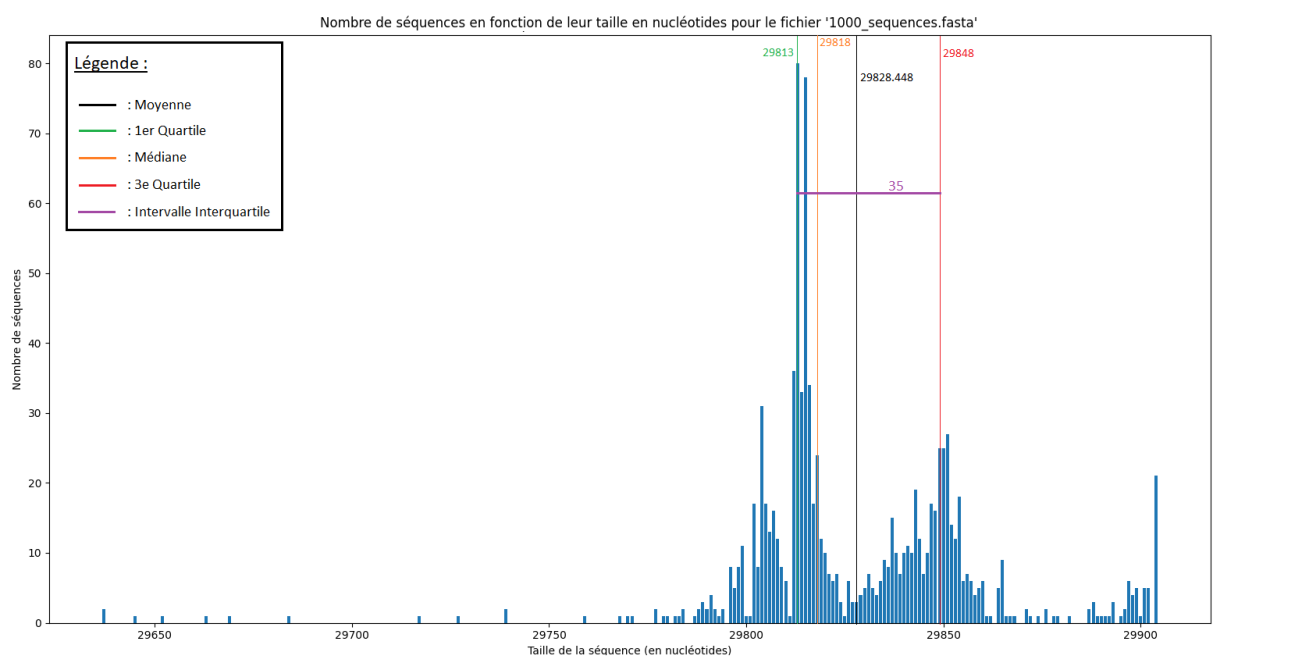 Nombre de séquences en fonction de leur taille en nucléotides pour le fichier '1000_sequences.fasta'
Légende :
: Moyenne
: 1er Quartile
: Médiane
: 3e Quartile
: Intervalle Interquartile
29813
29818
29848
29828.448
35
Nombre de séquences
80
70
60
50
40
30
20
10
0
29650
29700
29750
29800
29850
29900
Taille de la séquence (en nucléotides)